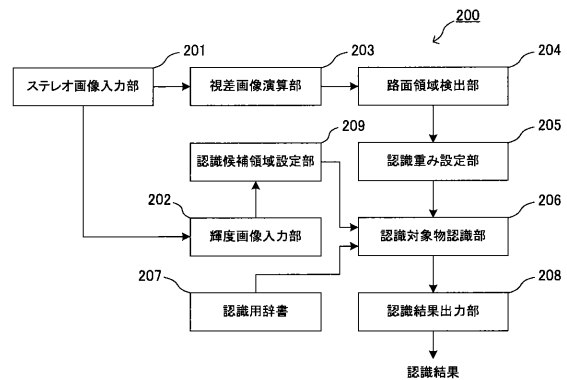 200
201
203
204
ステレオ画像入力部
視差画像演算部
路面領域検出部
209
205
認識候補領域設定部
認識重み設定部
202
206
輝度画像入力部
認識対象物認識部
207
208
認識用辞書
認識結果出力部
認識結果